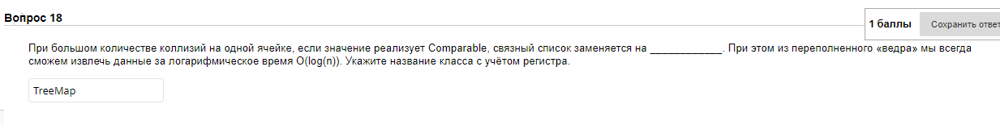 Вопрос 18
1 баллы
Сохранить ответ
При большом количестве коллизий на одной ячейке, если значение реализует Comparable, связный список заменяется на ____________. При этом из переполненного «ведра» мы всегда
сможем извлечь данные за логарифмическое время O(log(n)). Укажите название класса с учётом регистра.
TreeMap